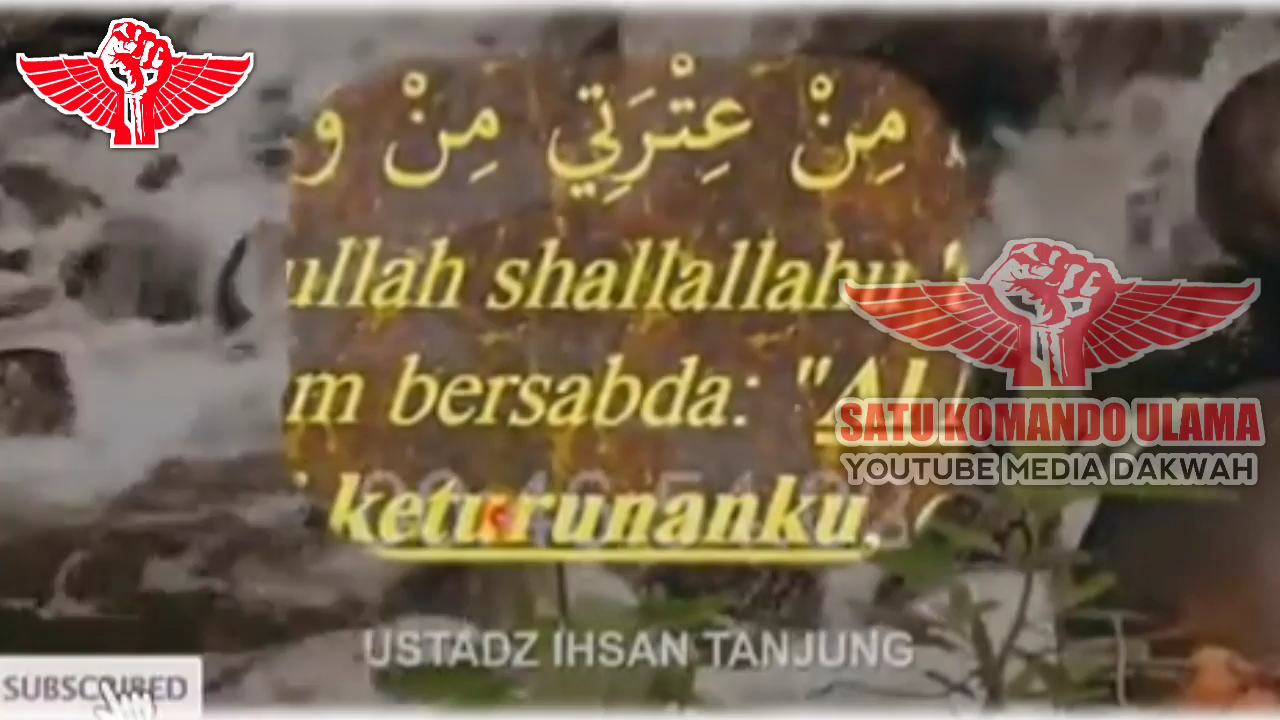 مِنْ عِتْرَتِي مِنْ وَ
ullah shallallahu
m bersabda: "AL
keturunanku,
SATU KOMANDO ULAMA
YOUTUBE MEDIA DAKWAH
USTADZ IHSAN TANJUNG
SUBSCRIBED